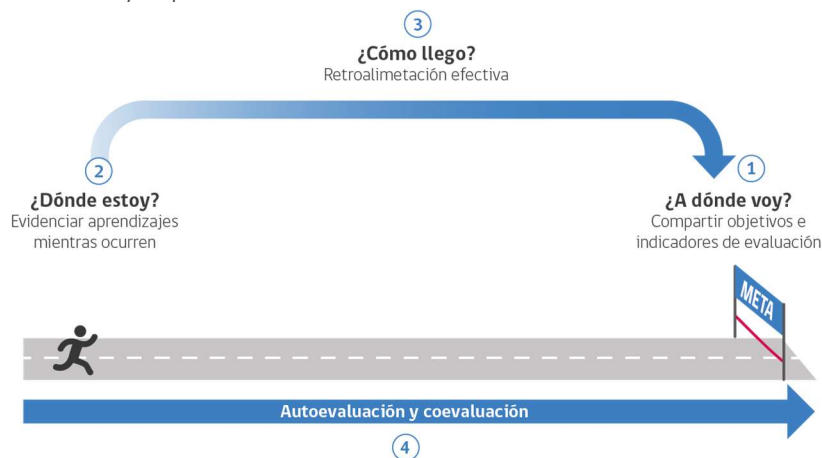 3
¿Cómo llego?
Retroalimetación efectiva
2
¿Dónde estoy?
Evidenciar aprendizajes
mientras ocurren
1
¿A dónde voy?
Compartir objetivos e
indicadores de evaluación
META
Autoevaluación y coevaluación
4